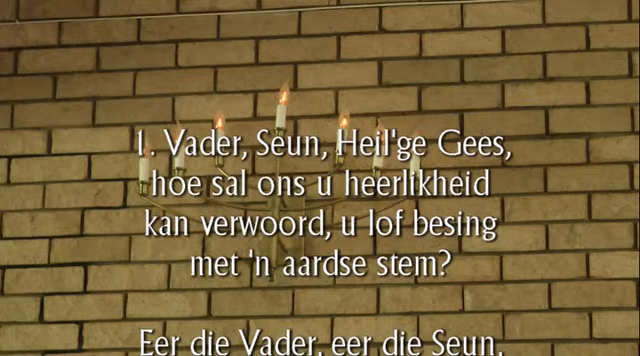 1. Vader, Seun, Heil'ge Gees,
hoe sal ons u heerlikheid
kan verwoord, u lof besing
met 'n aardse stem?
Eer die Vader, eer die Seun,